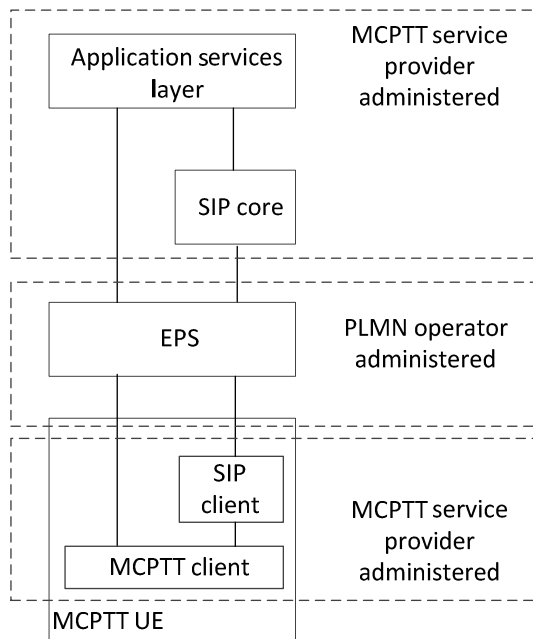 Application services
layer
MCPTT service
provider
administered
SIP core
EPS
PLMN operator
administered
SIP
client
MCPTT client
MCPTT service
provider
administered
MCPTT UE